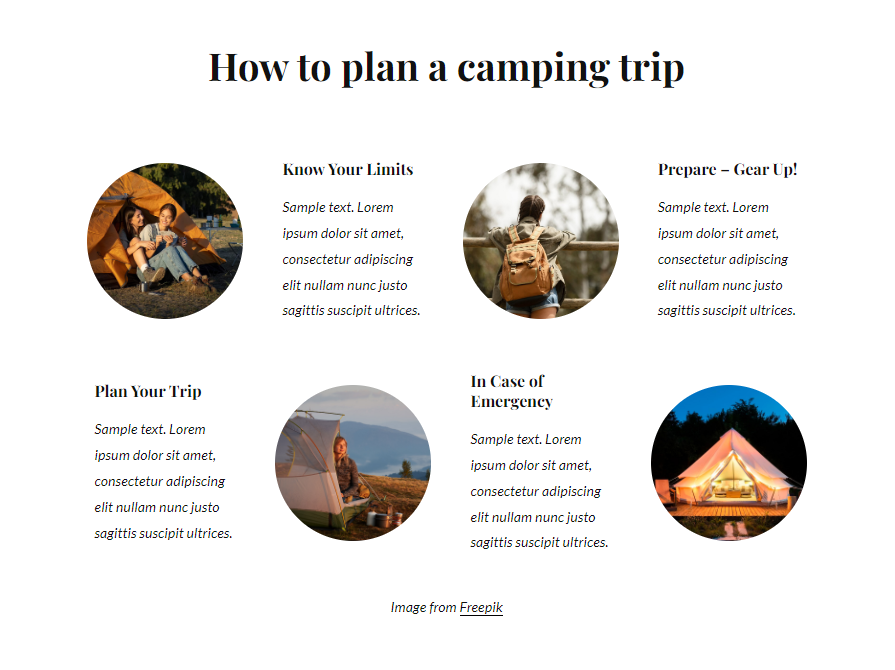 How to plan a camping trip
Know Your Limits
Sample text. Lorem
ipsum dolor sit amet,
consectetur adipiscing
elit nullam nunc justo
sagittis suscipit ultrices.
Prepare – Gear Up!
Sample text. Lorem
ipsum dolor sit amet,
consectetur adipiscing
elit nullam nunc justo
sagittis suscipit ultrices.
Plan Your Trip
Sample text. Lorem
ipsum dolor sit amet,
consectetur adipiscing
elit nullam nunc justo
sagittis suscipit ultrices.
In Case of
Emergency
Sample text. Lorem
ipsum dolor sit amet,
consectetur adipiscing
elit nullam nunc justo
sagittis suscipit ultrices.
Image from Freepik